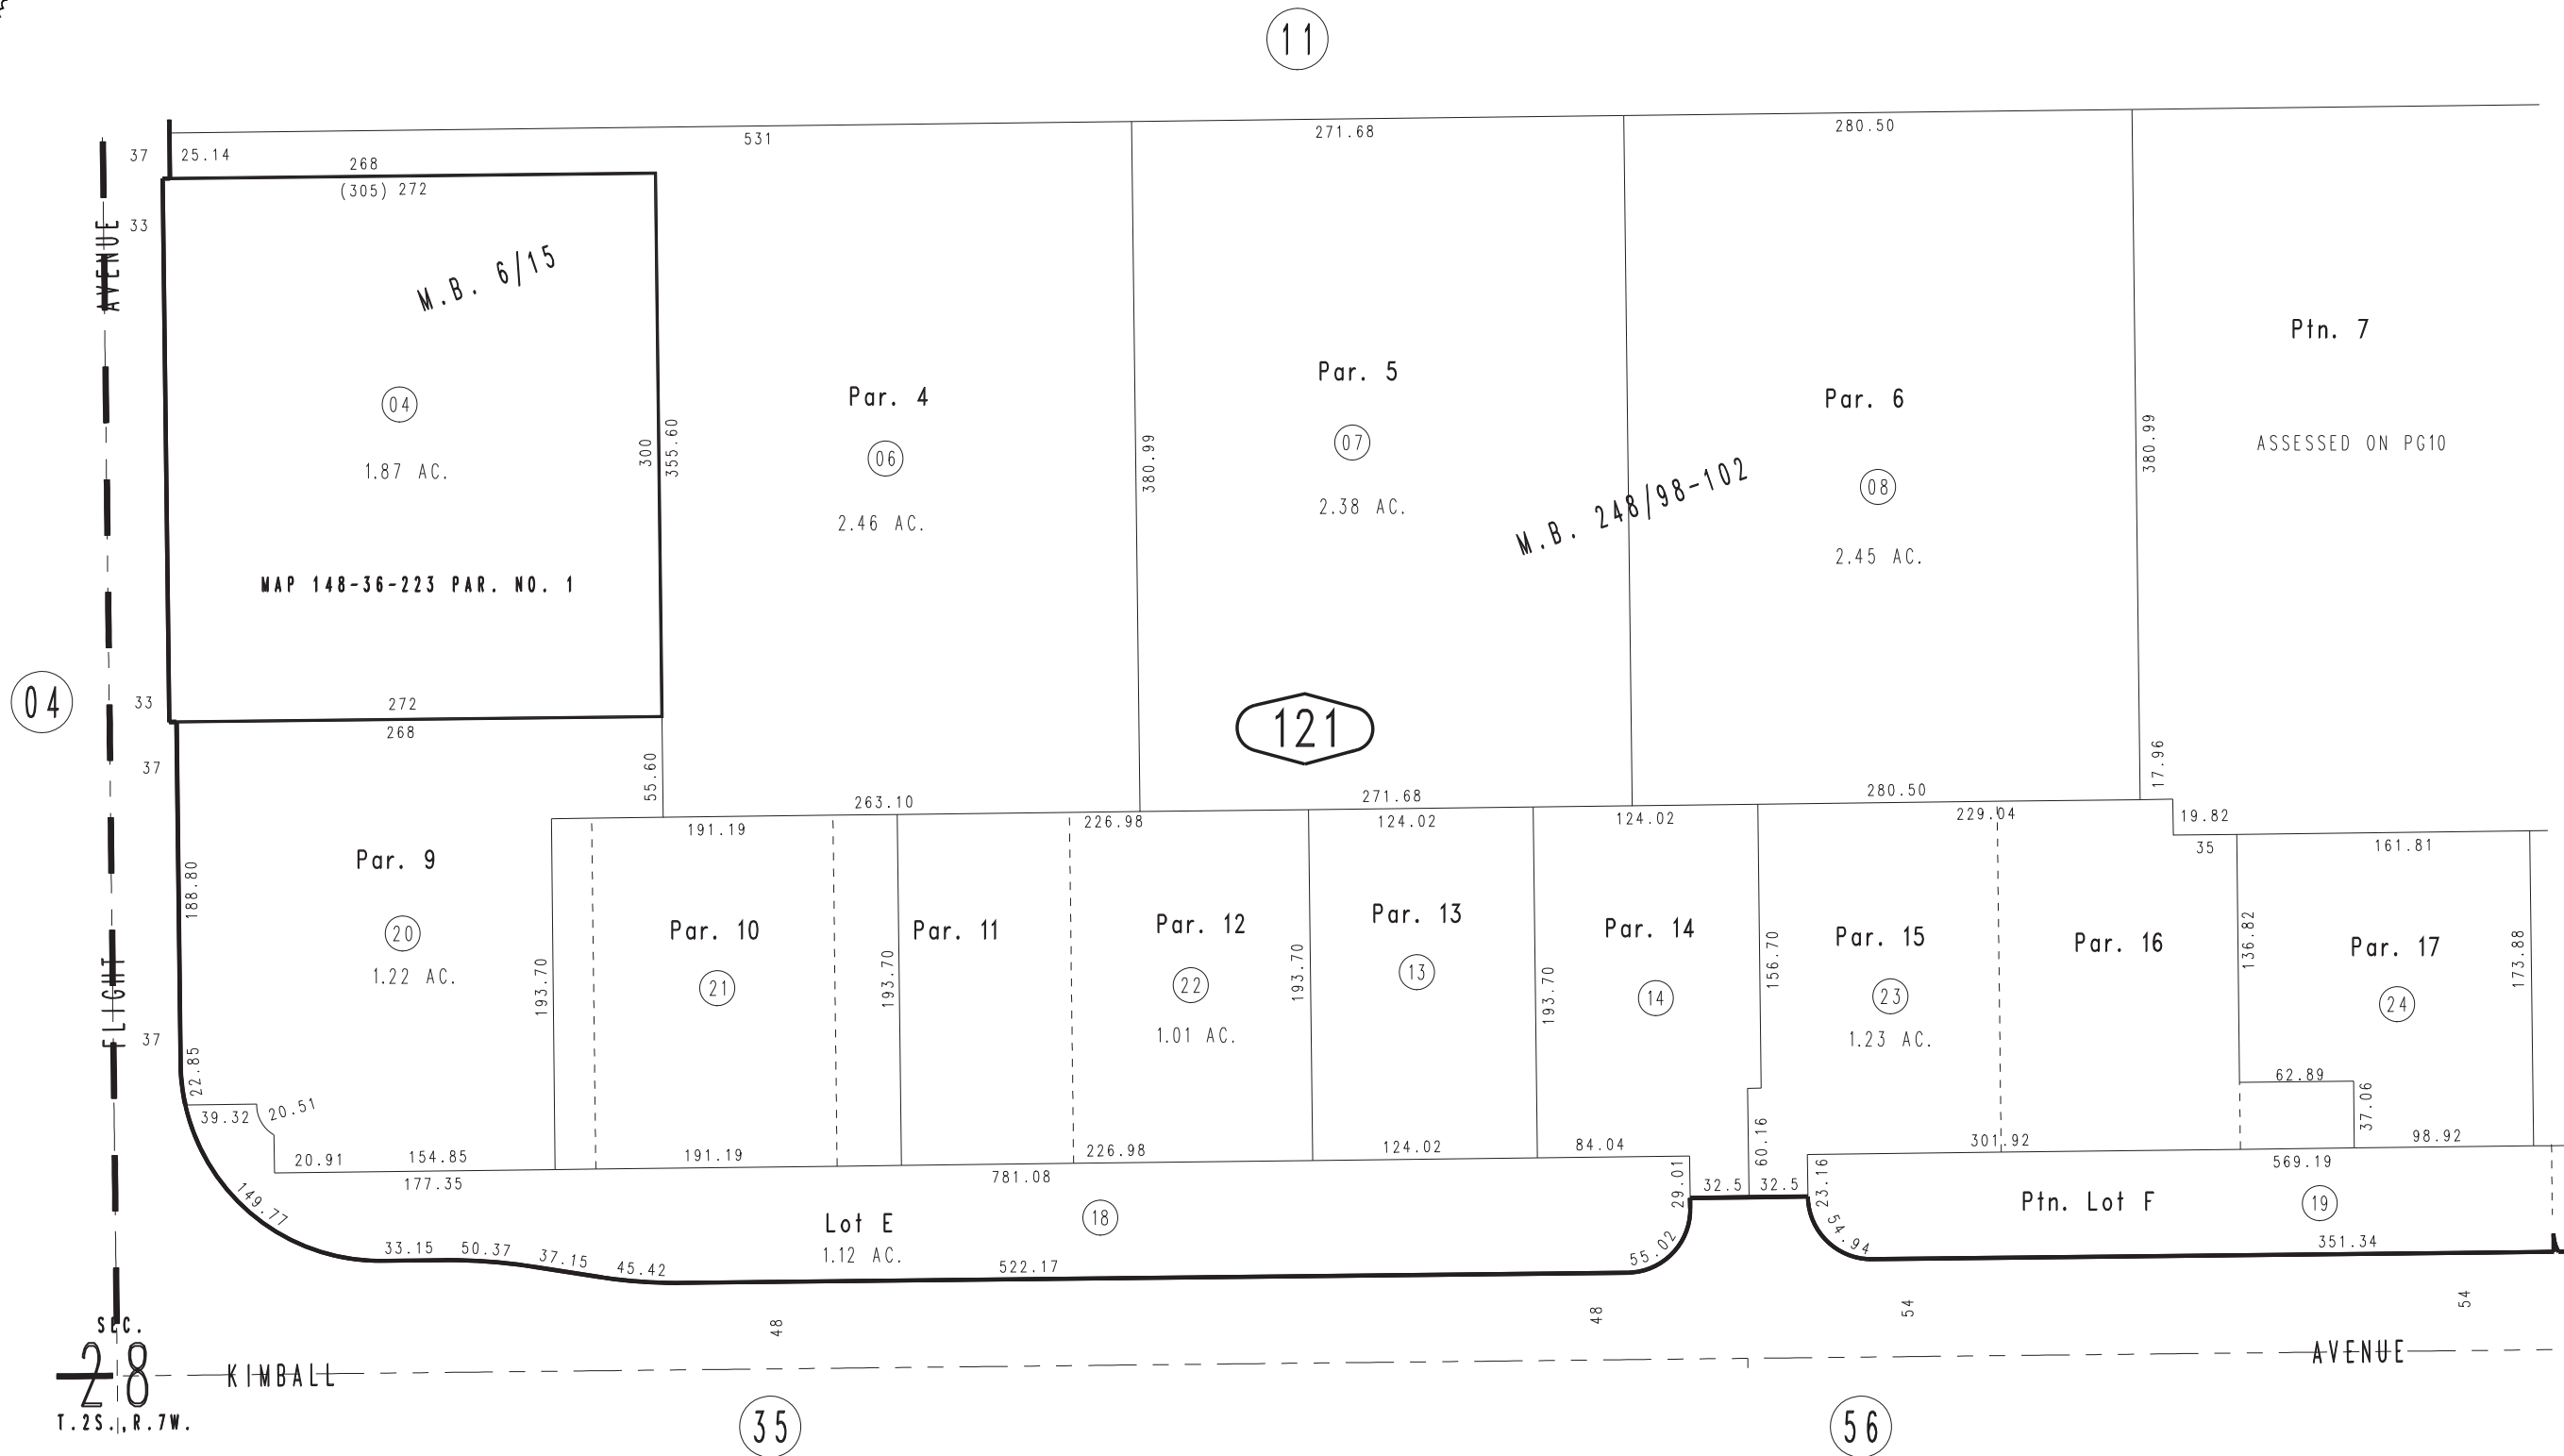 11
531
271.68
280.50
37
25.14
268
(305) 272
33
AVENUE
M.B. 6/15
Ptn. 7
Par. 4
Par. 5
Par. 6
04
06
07
08
ASSESSED ON PG10
1.87 AC.
2.46 AC.
2.38 AC.
2.45 AC.
300
355.60
380.99
380.99
M.B. 248/98-102
MAP 148-36-223 PAR. NO. 1
04
33
272
268
37
55.60
121
17.96
263.10
271.68
280.50
191.19
226.98
124.02
124.02
229.04
19.82
35
161.81
188.80
Par. 9
Par. 10
Par. 11
Par. 12
Par. 13
Par. 14
Par. 15
Par. 16
Par. 17
20
21
22
13
14
23
24
1.22 AC.
1.01 AC.
1.23 AC.
193.70
193.70
193.70
193.70
156.70
136.82
173.88
FLIGHT
37
22.85
39.32
20.51
62.89
37.06
20.91
154.85
191.19
226.98
124.02
84.04
60.16
301.92
98.92
177.35
781.08
29.01
32.5
32.5
23.16
569.19
149.77
Lot E
18
1.12 AC.
Ptn. Lot F
19
33.15
50.37
37.15
45.42
522.17
55.02
54.94
351.34
48
48
54
54
SEC.
28
T.2S.,R.7W.
KIMBALL
AVENUE
35
56